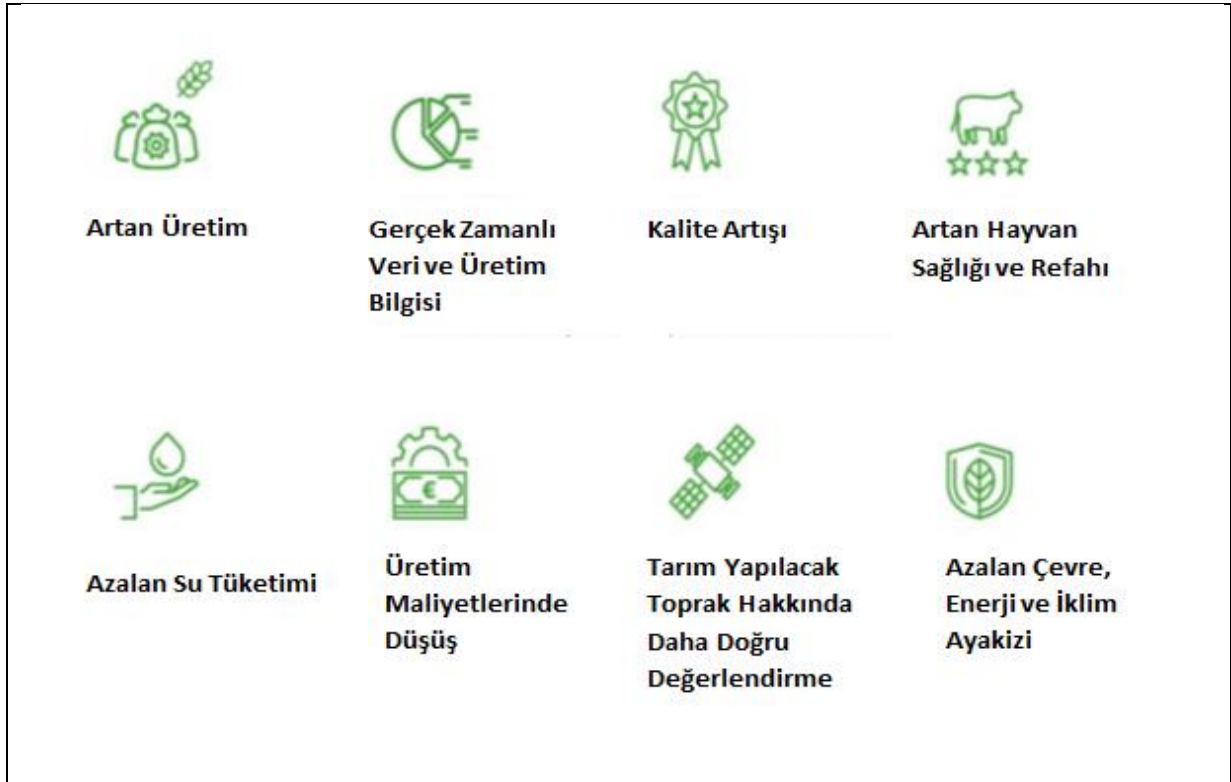 Artan Üretim
Gerçek Zamanlı
Veri ve Üretim
Bilgisi
Kalite Artışı
Artan Hayvan
Sağlığı ve Refahı
Azalan Su Tüketimi
Üretim
Maliyetlerinde
Düşüş
Tarım Yapılacak
Toprak Hakkında
Daha Doğru
Değerlendirme
Azalan Çevre,
Enerji ve İklim
Ayakizi